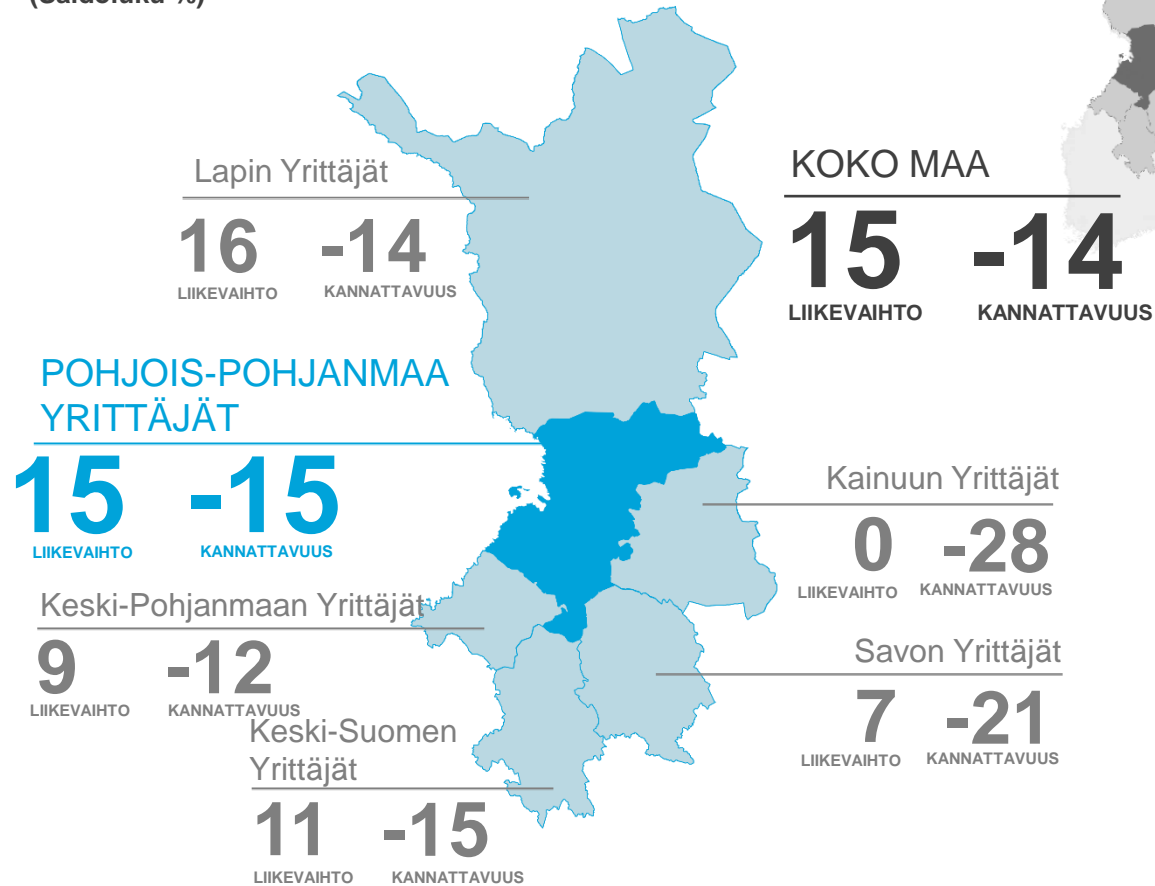 (Saldoluku %)
Lapin Yrittäjät
16 -14
LIIKEVAIHTO KANNATTAVUUS
KOKO MAA
15 -14
LIIKEVAIHTO KANNATTAVUUS
POHJOIS-POHJANMAA
YRITTÄJÄT
15 -15
LIIKEVAIHTO KANNATTAVUUS
Kainuun Yrittäjät
0 -28
LIIKEVAIHTO KANNATTAVUUS
Keski-Pohjanmaan Yrittäjät
9 -12
LIIKEVAIHTO KANNATTAVUUS
Savon Yrittäjät
7 -21
LIIKEVAIHTO KANNATTAVUUS
Keski-Suomen
Yrittäjät
11 -15
LIIKEVAIHTO KANNATTAVUUS